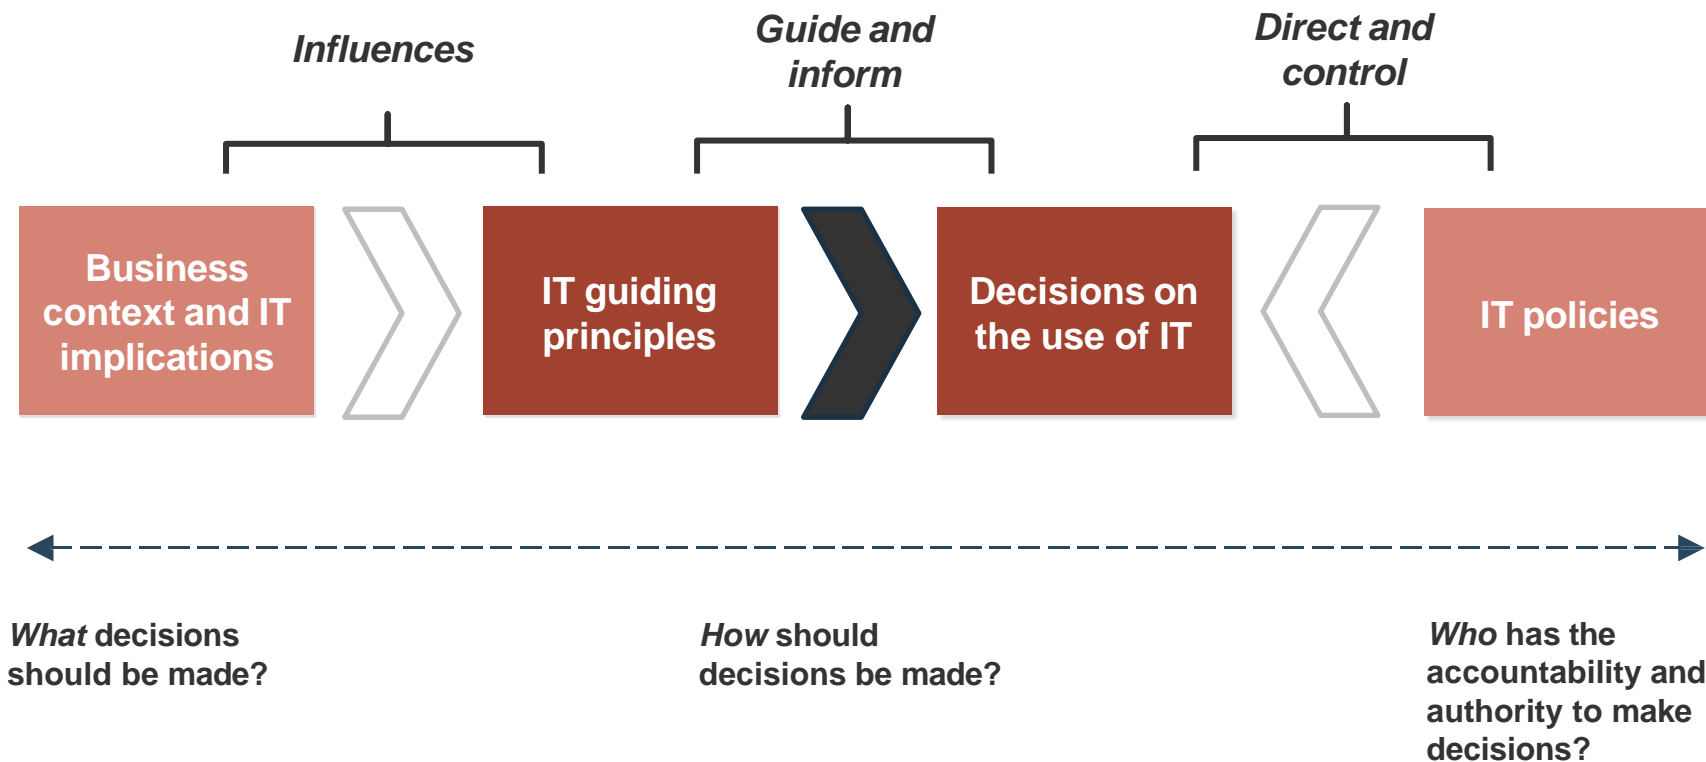 Influences
Guide and
inform
Direct and
control
Business
context and IT
implications
IT guiding
principles
Decisions on
the use of IT
IT policies
What decisions
should be made?
How should
decisions be made?
Who has the
accountability and
authority to make
decisions?